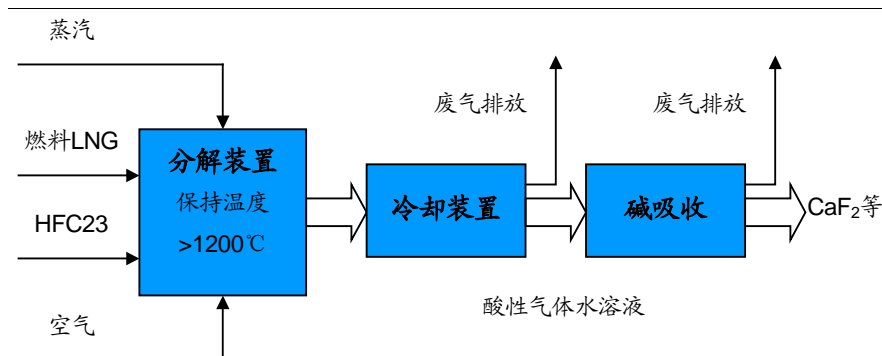 蒸汽
废气排放
废气排放
燃料LNG
分解装置
保持温度
>1200℃
HFC23
冷却装置
碱吸收
CaF₂等
酸性气体水溶液
空气